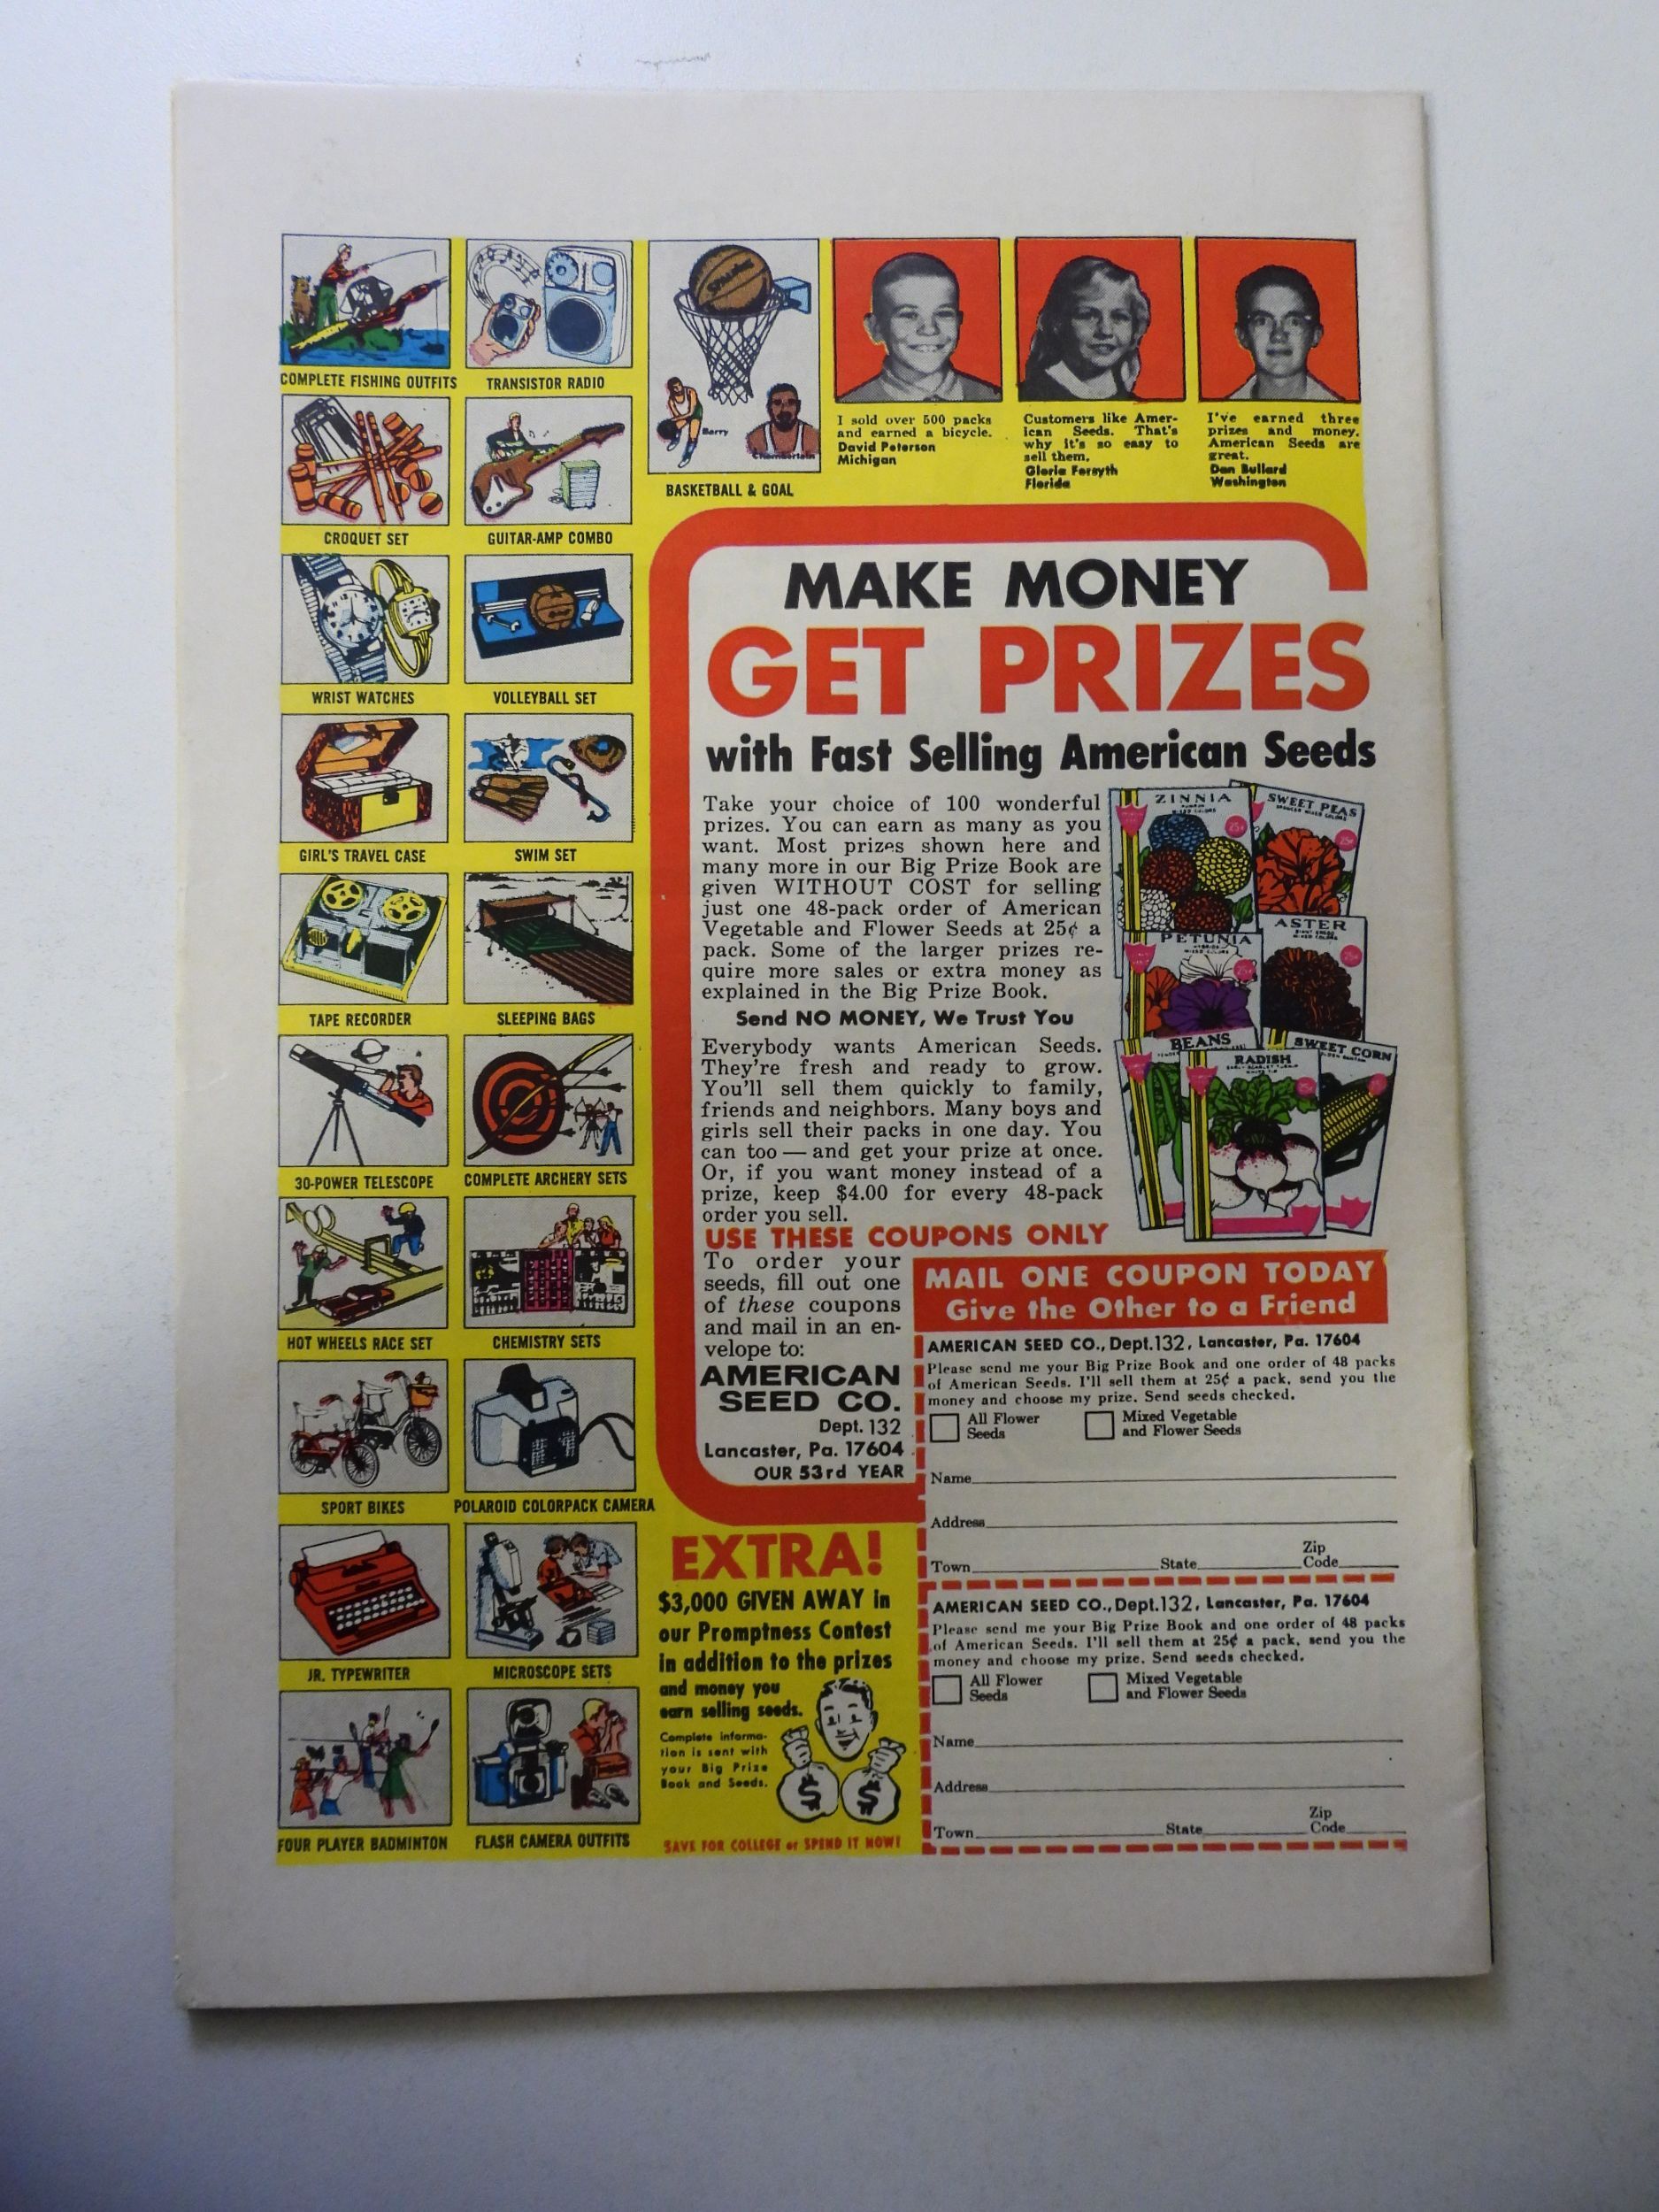 COMPLETE FISHING OUTFITS
TRANSISTOR RADIO
CROQUET SET
GUITAR-AMP COMBO
WRIST WATCHES
VOLLEYBALL SET
GIRL'S TRAVEL CASE
SWIM SET
TAPE RECORDER
SLEEPING BAGS
30-POWER TELESCOPE
COMPLETE ARCHERY SETS
HOT WHEELS RACE SET
CHEMISTRY SETS
SPORT BIKES
POLAROID COLORPACK CAMERA
JR. TYPEWRITER
MICROSCOPE SETS
FOUR PLAYER BADMINTON
FLASH CAMERA OUTFITS
Barry
Chamberlain
BASKETBALL & GOAL
I sold over 500 packs
and earned a bicycle.
David Peterson
Michigan
Customers like Amer-
ican Seeds. That's
why it's so easy to
sell them.
Gloria Forsyth
Florida
I've earned three
prizes and money.
American Seeds are
great.
Dan Bullard
Washington
MAKE MONEY
GET PRIZES
with Fast Selling American Seeds
Take your choice of 100 wonderful
prizes. You can earn as many as you
want. Most prizes shown here and
many more in our Big Prize Book are
given WITHOUT COST for selling
just one 48-pack order of American
Vegetable and Flower Seeds at 25¢ a
pack. Some of the larger prizes re-
quire more sales or extra money as
explained in the Big Prize Book.
Send NO MONEY, We Trust You
Everybody wants American Seeds.
They're fresh and ready to grow.
You'll sell them quickly to family,
friends and neighbors. Many boys and
girls sell their packs in one day. You
can too — and get your prize at once.
Or, if you want money instead of a
prize, keep $4.00 for every 48-pack
order you sell.
ZINNIA
MIXED COLORS
25¢
SWEET PEAS
MIXED COLORS
25¢
PETUNIA
MIXED COLORS
25¢
ASTER
MIXED COLORS
25¢
BEANS
RADISH
25¢
SWEET CORN
USE THESE COUPONS ONLY
To order your
seeds, fill out one
of these coupons
and mail in an en-
velope to:
AMERICAN
SEED CO.
Dept. 132
Lancaster, Pa. 17604
OUR 53rd YEAR
MAIL ONE COUPON TODAY
Give the Other to a Friend
AMERICAN SEED CO., Dept.132, Lancaster, Pa. 17604
Please send me your Big Prize Book and one order of 48 packs
of American Seeds. I'll sell them at 25¢ a pack, send you the
money and choose my prize. Send seeds checked.
All Flower
Seeds
Mixed Vegetable
and Flower Seeds
Name
Address
Town State Zip Code
AMERICAN SEED CO., Dept.132, Lancaster, Pa. 17604
Please send me your Big Prize Book and one order of 48 packs
of American Seeds. I'll sell them at 25¢ a pack, send you the
money and choose my prize. Send seeds checked.
All Flower
Seeds
Mixed Vegetable
and Flower Seeds
Name
Address
Town State Zip Code
EXTRA!
$3,000 GIVEN AWAY in
our Promptness Contest
in addition to the prizes
and money you
earn selling seeds.
Complete informa-
tion is sent with
your Big Prize
Book and Seeds.
$ $
SAVE FOR COLLEGE or SPEND IT NOW!